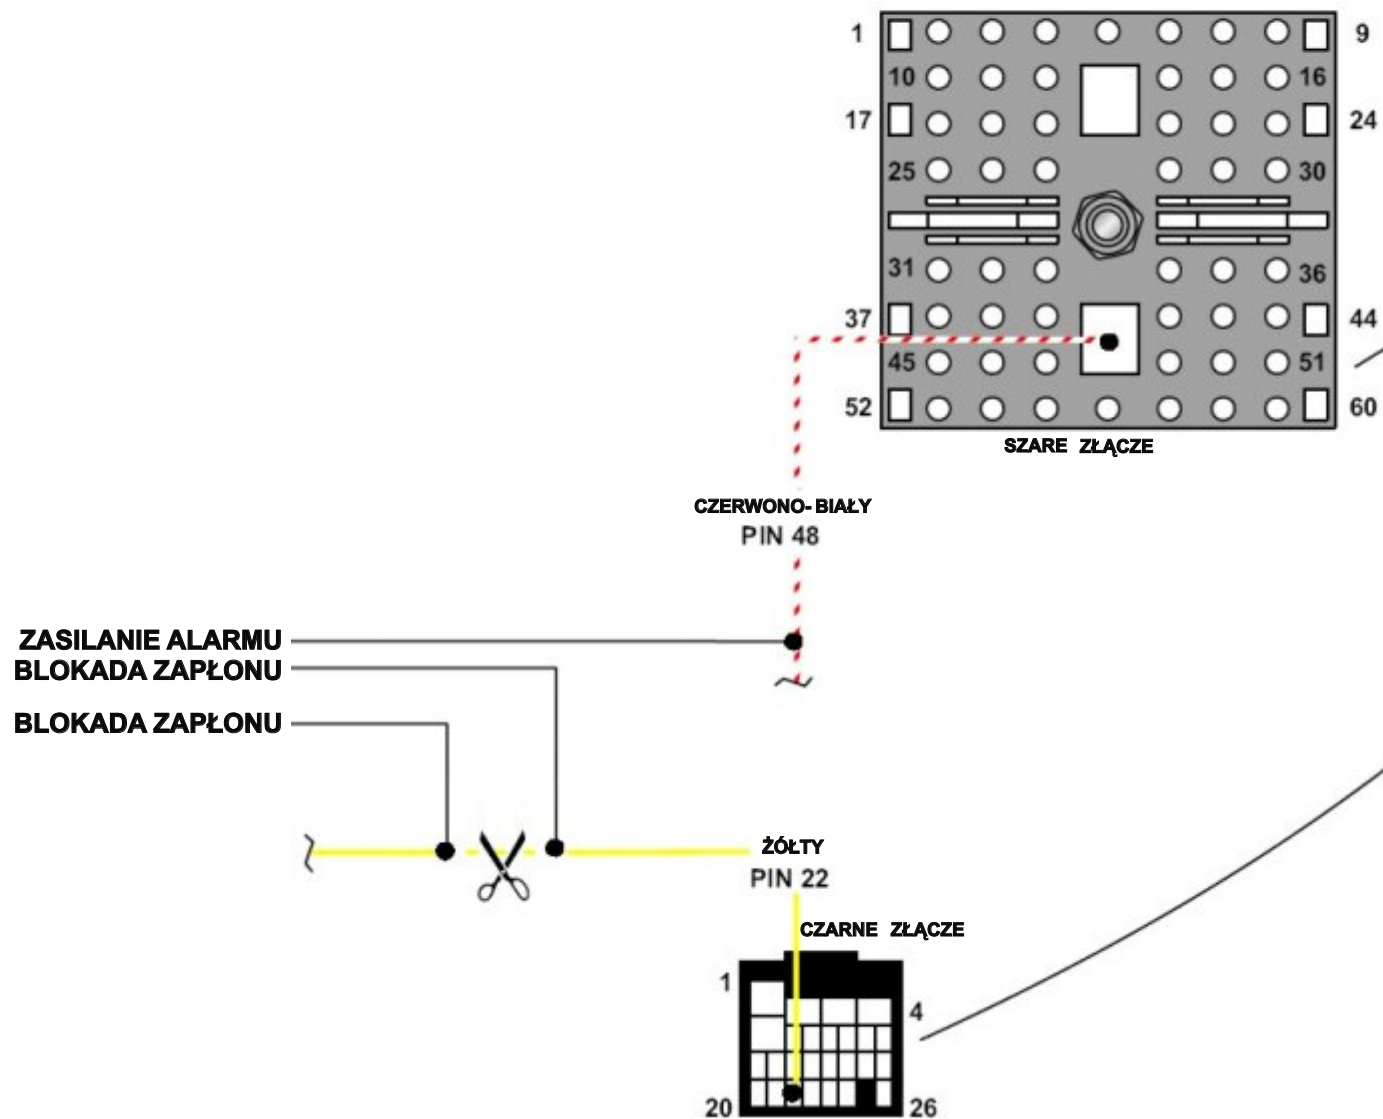 1 9
10 16
17 24
25 30
31 36
37 44
45 51
52 60
SZARE ZŁĄCZE
CZERWONO-BIAŁY
PIN 48
ZASILANIE ALARMU
BLOKADA ZAPŁONU
BLOKADA ZAPŁONU
ŻÓŁTY
PIN 22
CZARNE ZŁĄCZE
1
4
20 26